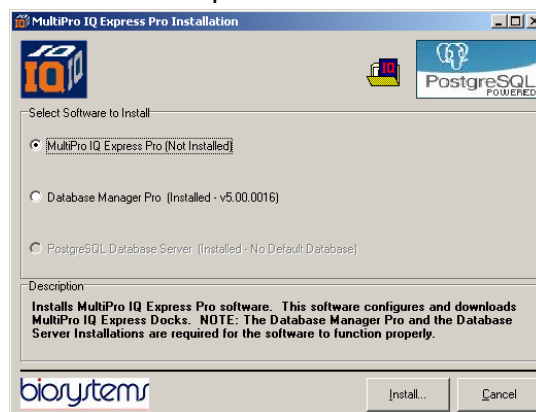 MultiPro IQ Express Pro Installation
IQ
IQ
PostgreSQL
POWERED
Select Software to Install
MultiPro IQ Express Pro (Not Installed)
Database Manager Pro (Installed - v5.00.0016)
PostgreSQL Database Server (Installed - No Default Database)
Description
Installs MultiPro IQ Express Pro software. This software configures and downloads
MultiPro IQ Express Docks. NOTE: The Database Manager Pro and the Database
Server Installations are required for the software to function properly.
biosystems
Install...
Cancel